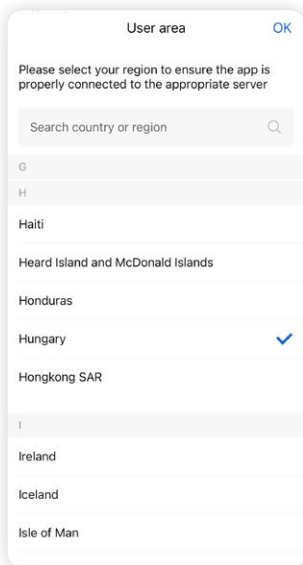 User area
OK
Please select your region to ensure the app is
properly connected to the appropriate server
Search country or region
G
H
Haiti
Heard Island and McDonald Islands
Honduras
Hungary
Hongkong SAR
I
Ireland
Iceland
Isle of Man